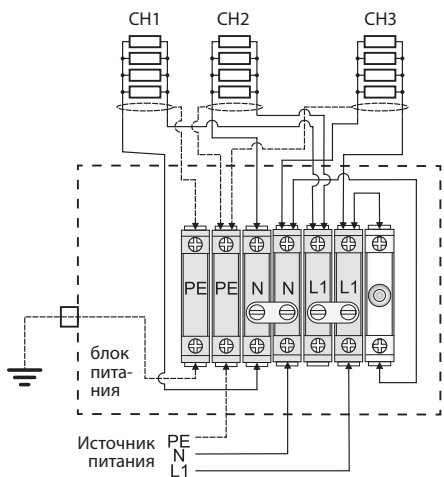 CH1 CH2 CH3
PE PE N N L1 L1
блок
пита-
ния
Источник
питания
PE
N
L1